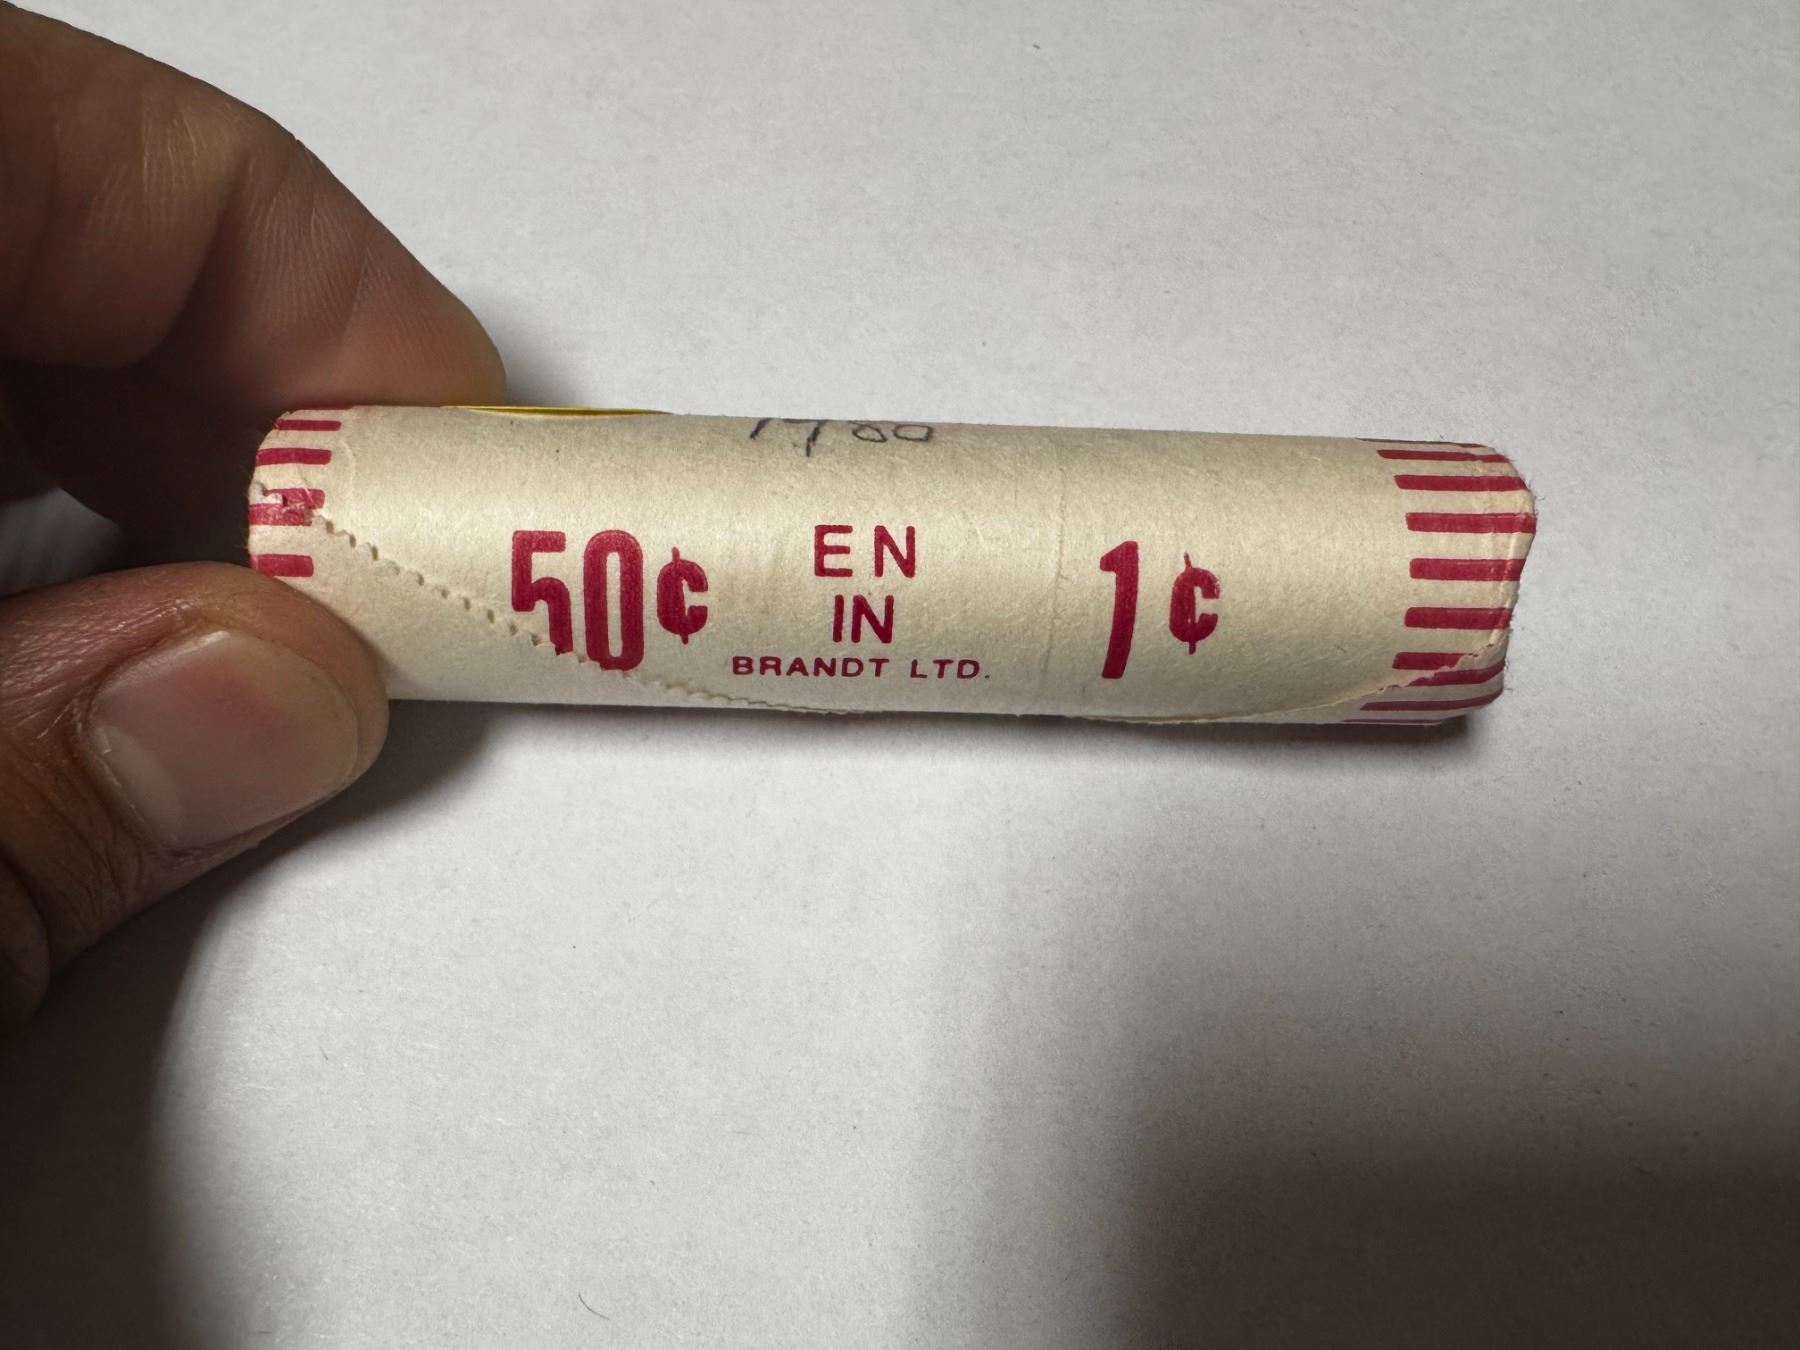 1980
50¢ EN IN 1¢
BRANDT LTD.